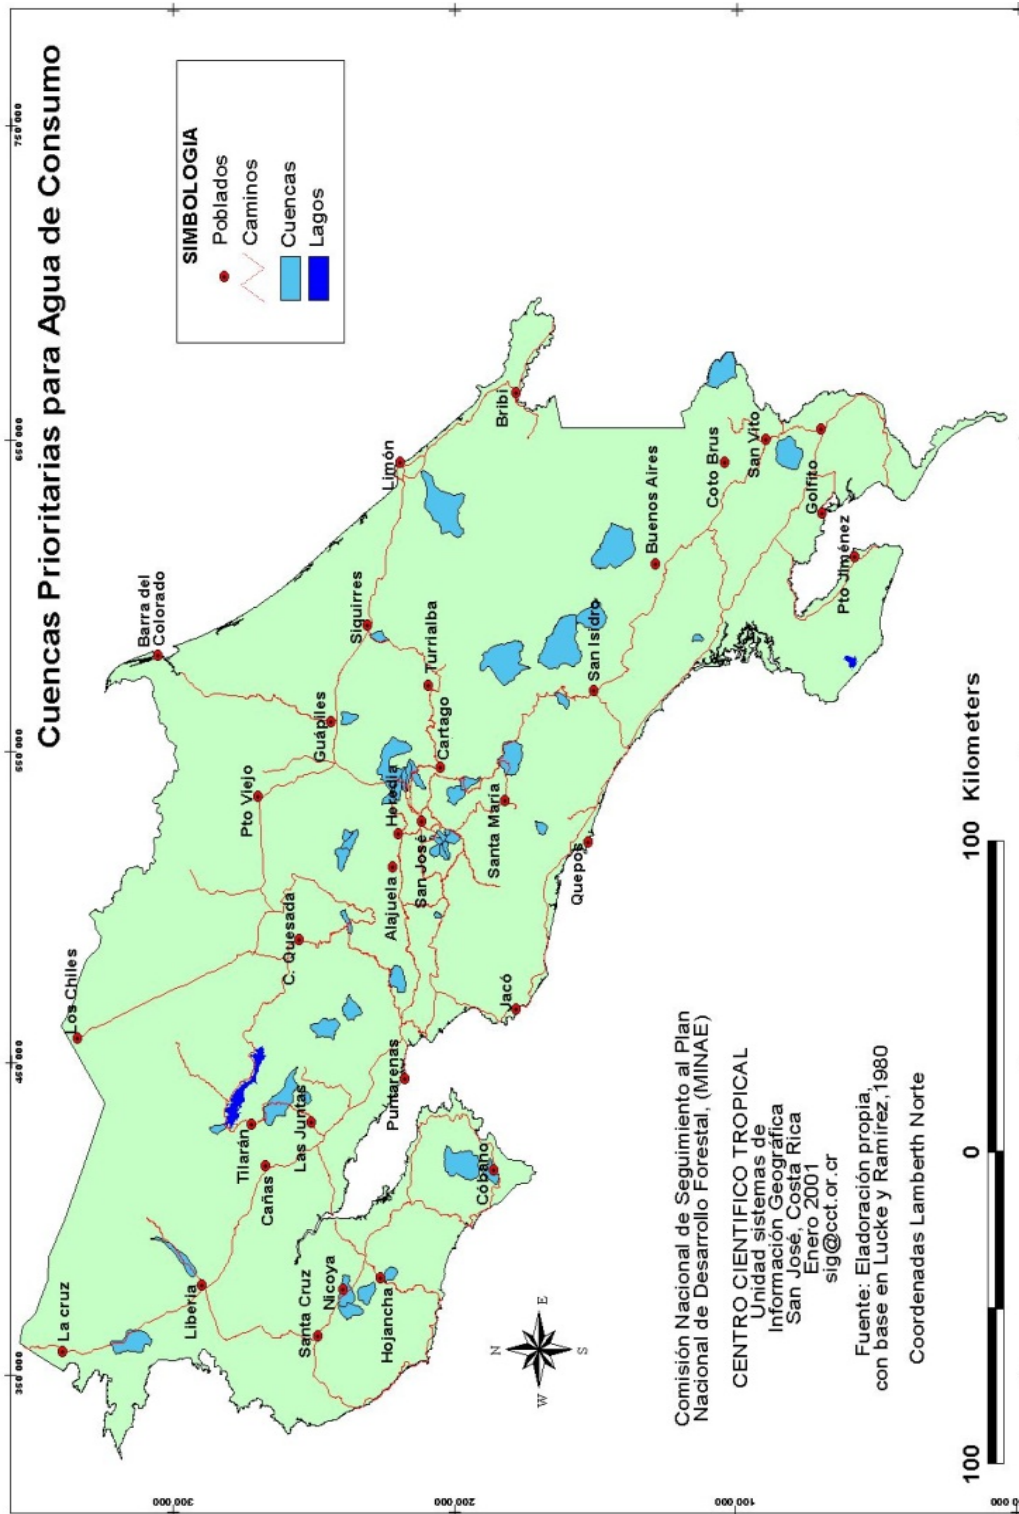 Cuencas Prioritarias para Agua de Consumo
350'000
450'000
550'000
650'000
750'000
300'000
200'000
100'000
SIMBOLOGIA
Poblados
Caminos
Cuencas
Lagos
La cruz
Los Chiles
Barra del
Colorado
Liberia
Tilarán
Cañas
Las Juntas
C. Quesada
Pto Viejo
Guápiles
Siquirres
Limón
Santa Cruz
Nicoya
Hojancha
Puntarenas
Alajuela
Heredia
San José
Cartago
Turrialba
Bribi
Cóbano
Jacó
Santa María
Quepos
San Isidro
Buenos Aires
Coto Brus
San Vito
Golfito
Pto Jiménez
N
W
E
S
Comisión Nacional de Seguimiento al Plan
Nacional de Desarrollo Forestal, (MINAE)
CENTRO CIENTIFICO TROPICAL
Unidad sistemas de
Información Geográfica
San José, Costa Rica
Enero 2001
sig@cct.or.cr
Fuente: Eladoración propia,
con base en Lucke y Ramírez,1980
Coordenadas Lamberth Norte
100
0
100
Kilometers